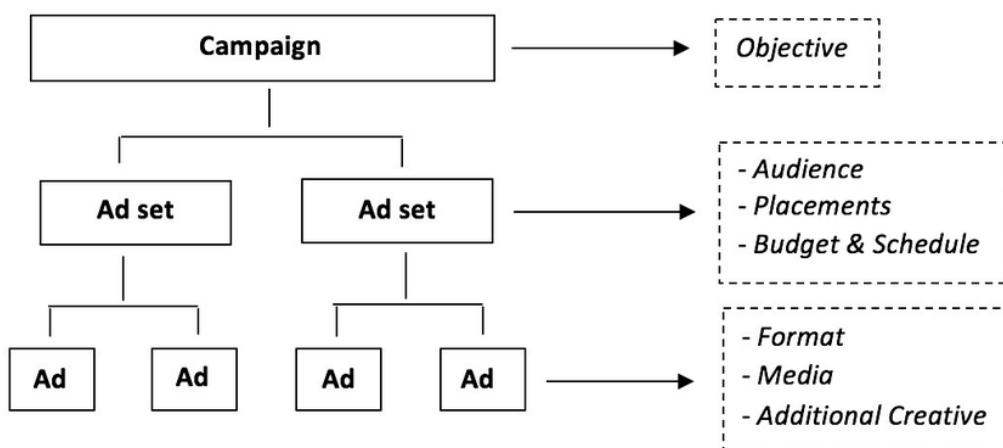 Campaign
Objective
Ad set
Ad set
- Audience
- Placements
- Budget & Schedule
Ad
Ad
Ad
Ad
- Format
- Media
- Additional Creative